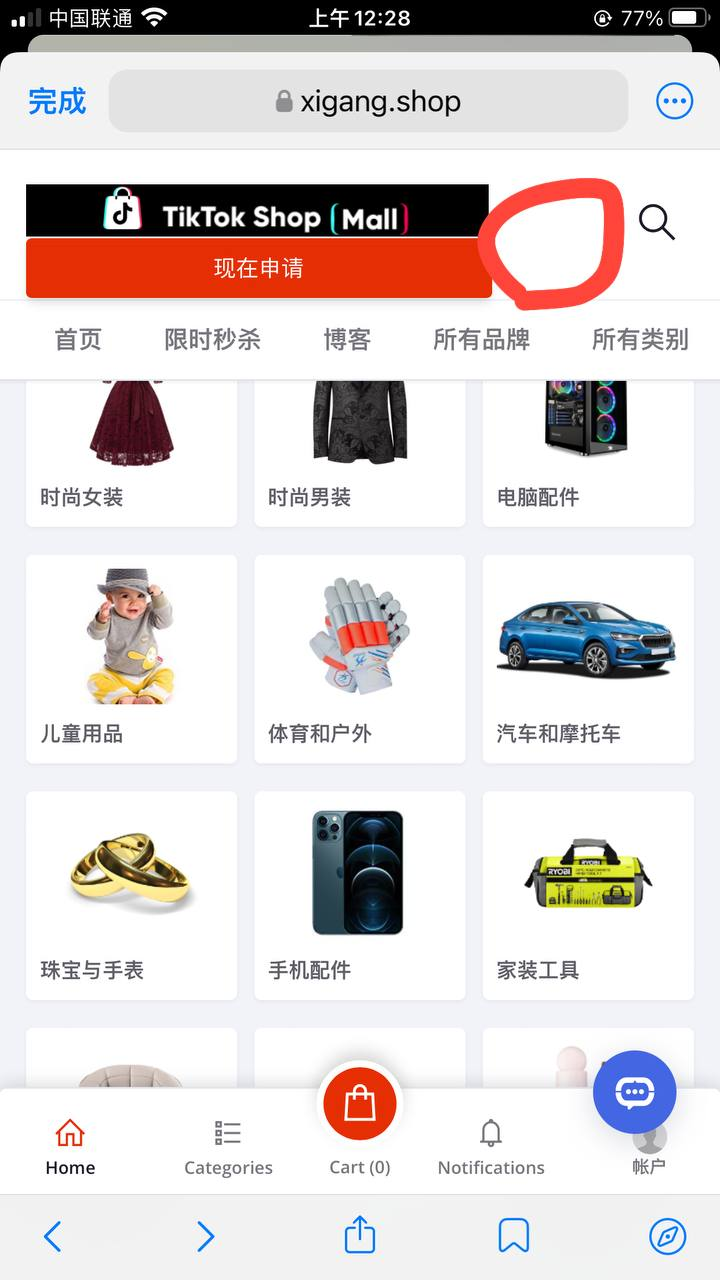 中国联通
上午12:28
77%
完成
xigang.shop
TikTok Shop [Mall]
现在申请
首页
限时秒杀
博客
所有品牌
所有类别
时尚女装
时尚男装
电脑配件
儿童用品
体育和户外
汽车和摩托车
RYOBI
RYOBI
珠宝与手表
手机配件
家装工具
Home
Categories
Cart (0)
Notifications
帐户